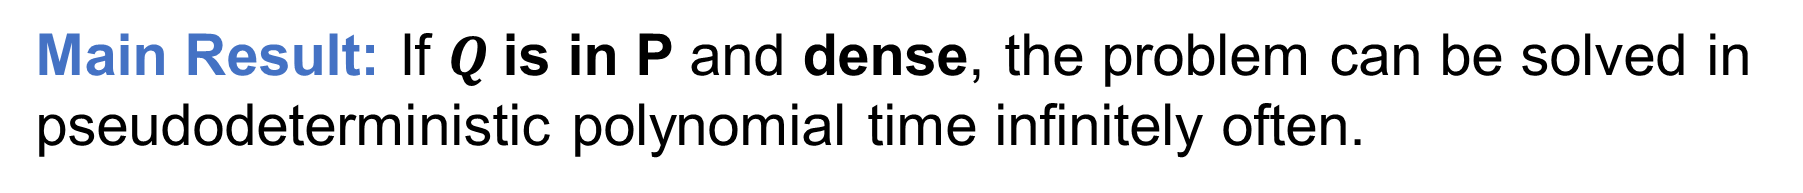 Main Result: If Q is in P and dense, the problem can be solved in
pseudodeterministic polynomial time infinitely often.